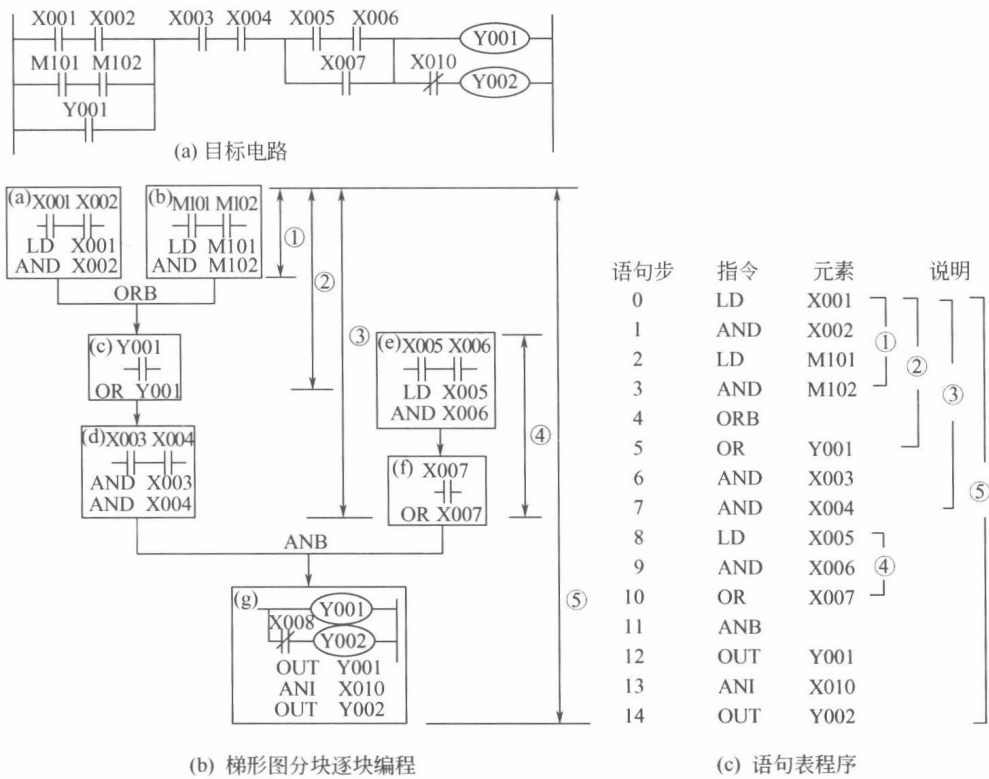 X001 X002 X003 X004 X005 X006
Y001
M101 M102 X007 X010
Y002
Y001
(a) 目标电路
(a) X001 X002
LD X001
AND X002
(b) M101 M102
LD M101
AND M102
①
②
③
ORB
(c) Y001
OR Y001
(d) X003 X004
AND X003
AND X004
(e) X005 X006
LD X005
AND X006
④
(f) X007
OR X007
ANB
(g)
Y001
X008
Y002
OUT Y001
ANI X010
OUT Y002
⑤
(b) 梯形图分块逐块编程
语句步 指令 元素 说明
0 LD X001
1 AND X002 ①
2 LD M101 ②
3 AND M102 ③
4 ORB
5 OR Y001
6 AND X003
7 AND X004 ⑤
8 LD X005
9 AND X006 ④
10 OR X007
11 ANB
12 OUT Y001
13 ANI X010
14 OUT Y002
(c) 语句表程序